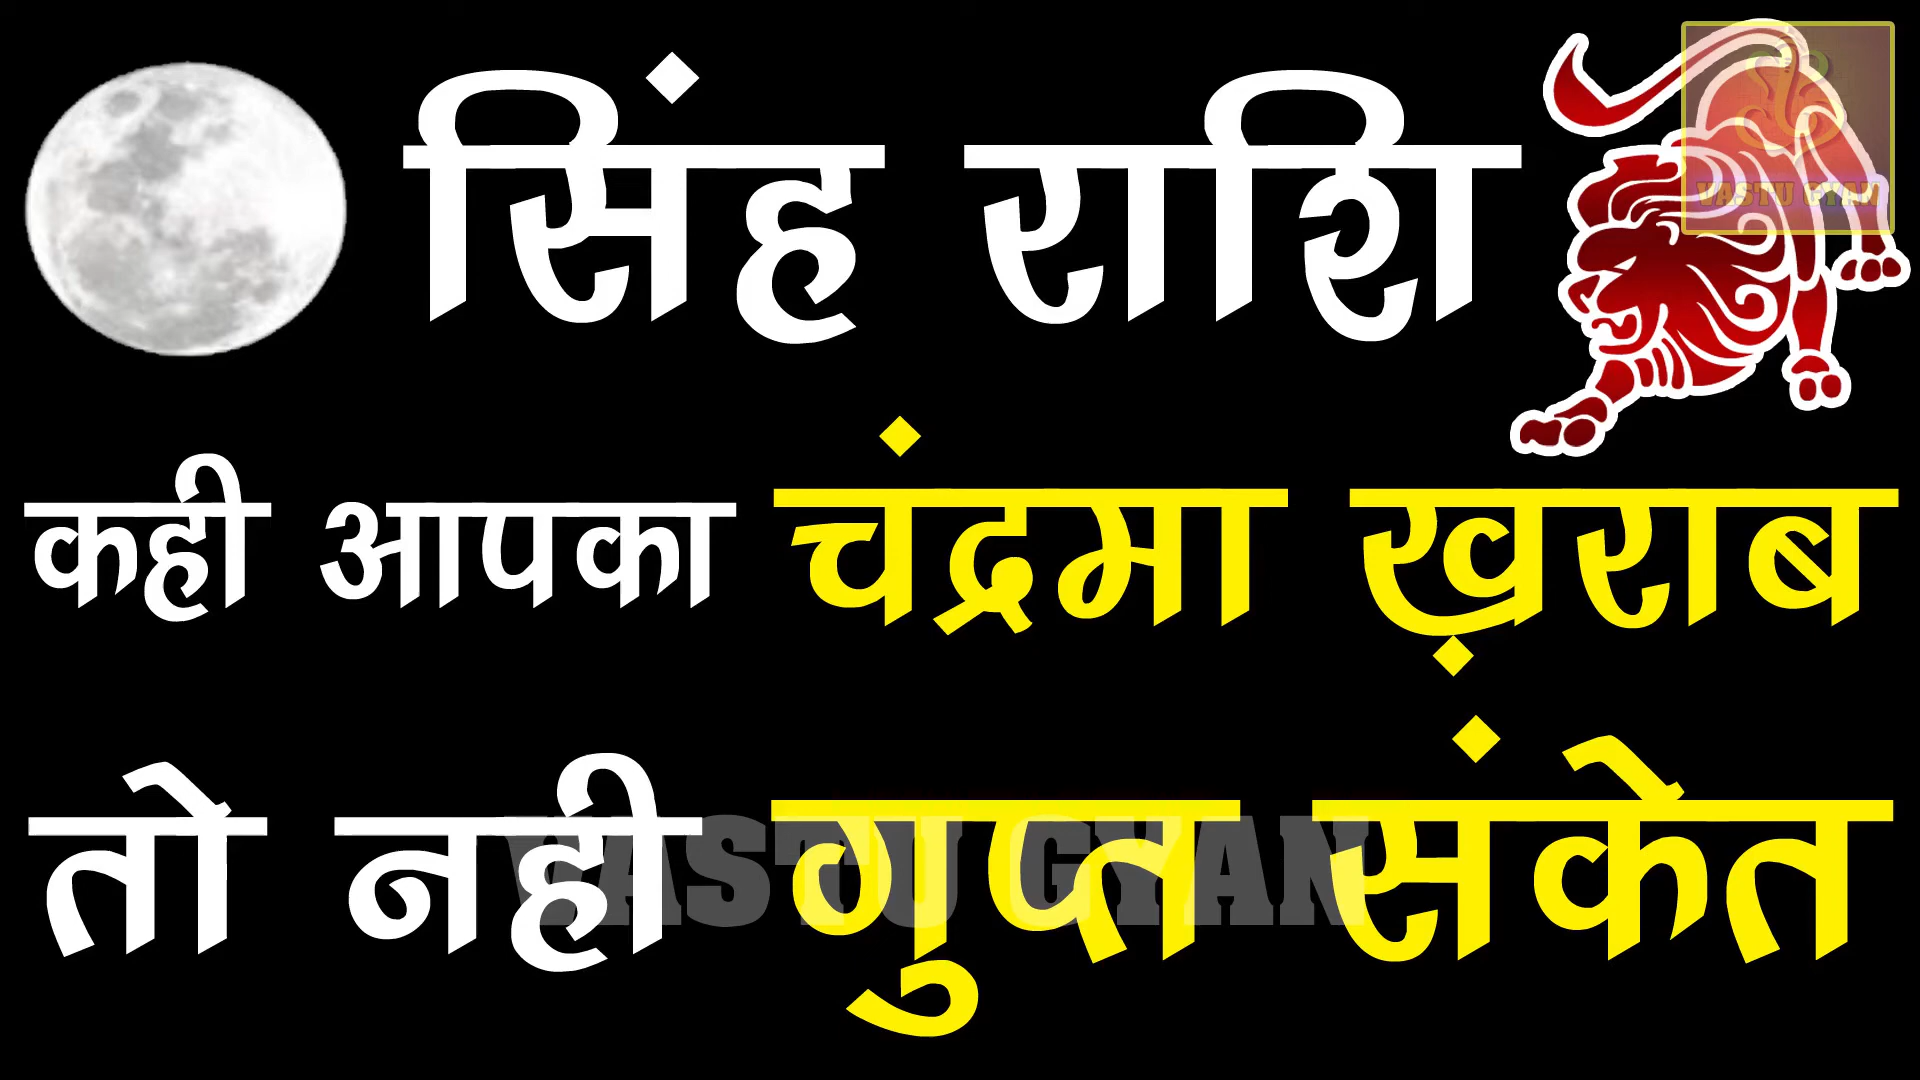 सिंह राशि
VASTU GYAN
कही आपका चंद्रमा ख़राब
तो नही गुप्त संकेत
VASTU GYAN